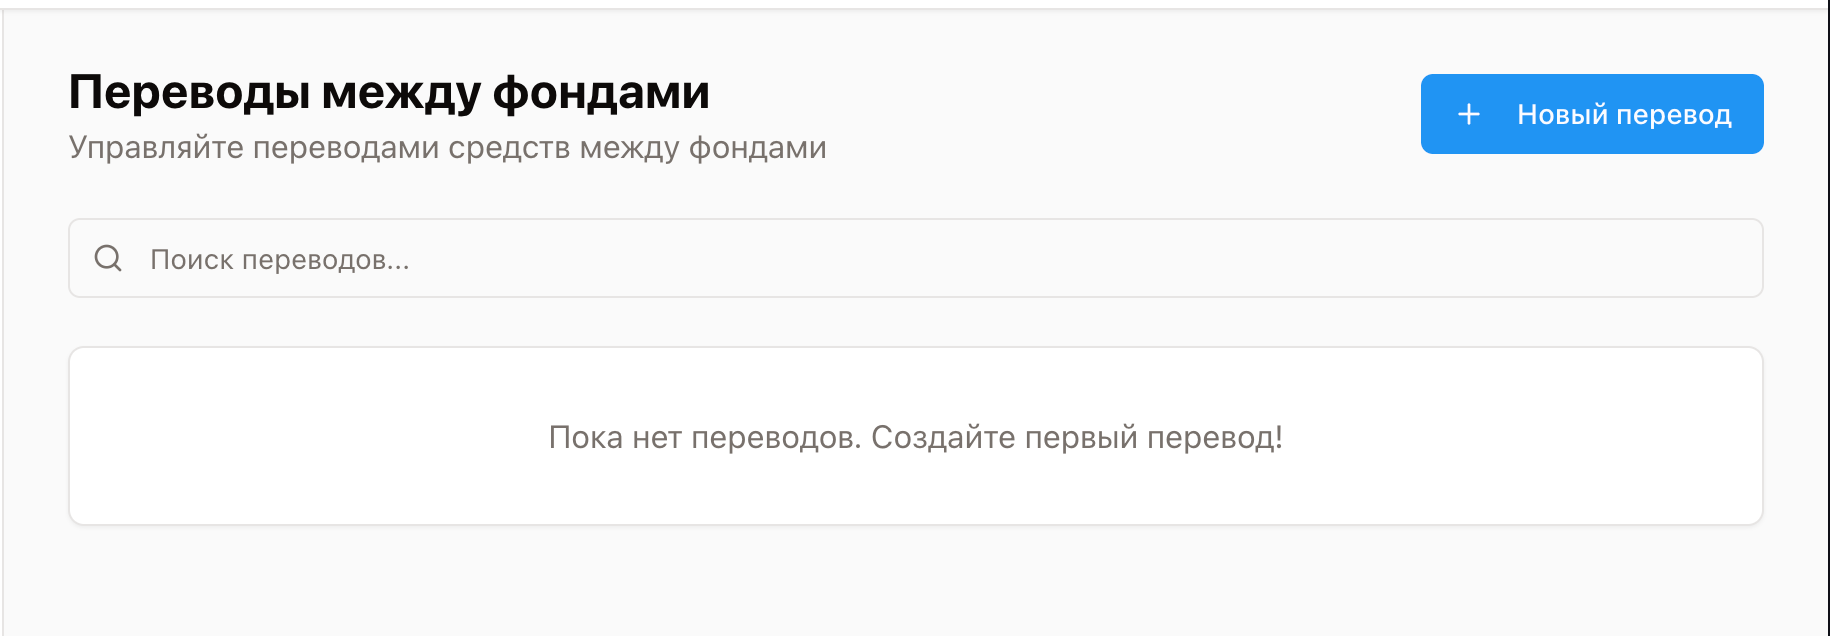 Переводы между фондами
Управляйте переводами средств между фондами
Новый перевод
Поиск переводов...
Пока нет переводов. Создайте первый перевод!